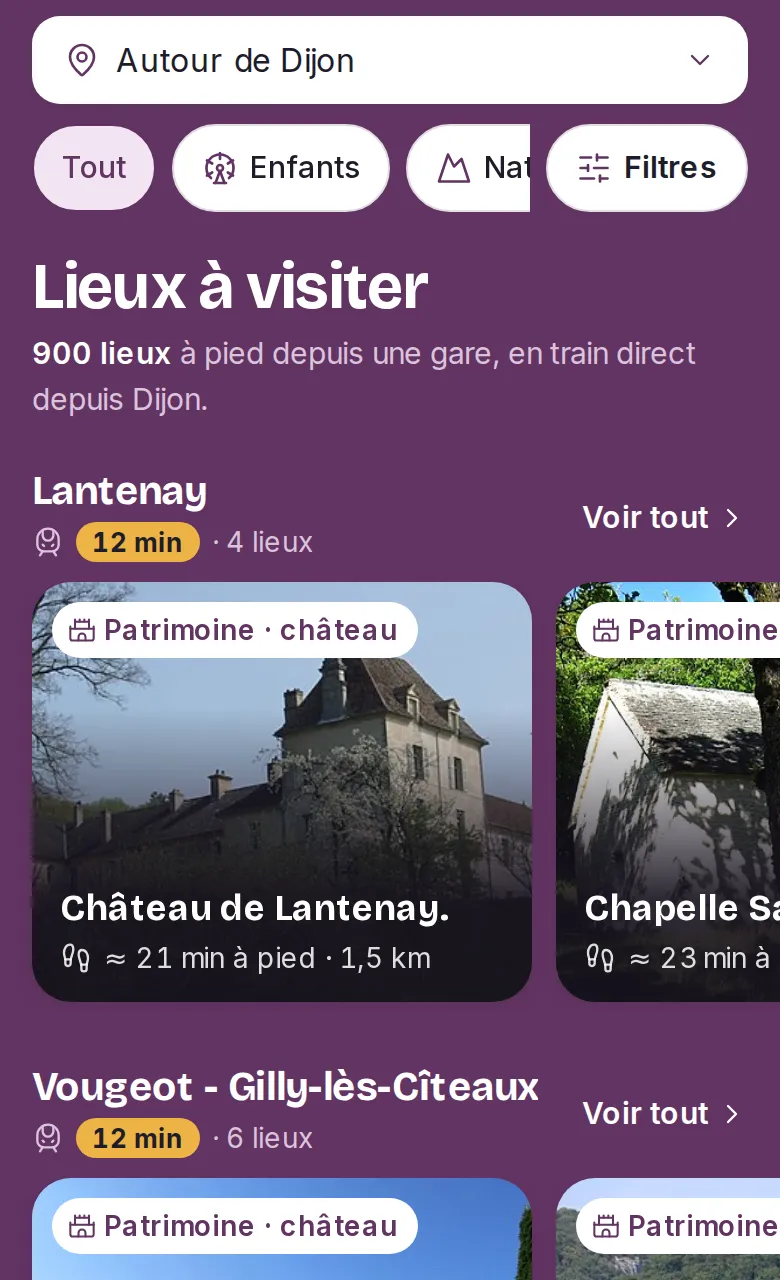 Autour de Dijon
Tout
Enfants
Nat
Filtres
Lieux à visiter
900 lieux à pied depuis une gare, en train direct
depuis Dijon.
Lantenay
12 min · 4 lieux
Voir tout
Patrimoine · château
Patrimoine
Château de Lantenay.
≈ 21 min à pied · 1,5 km
Chapelle Sa
≈ 23 min à
Vougeot - Gilly-lès-Cîteaux
12 min · 6 lieux
Voir tout
Patrimoine · château
Patrimoine